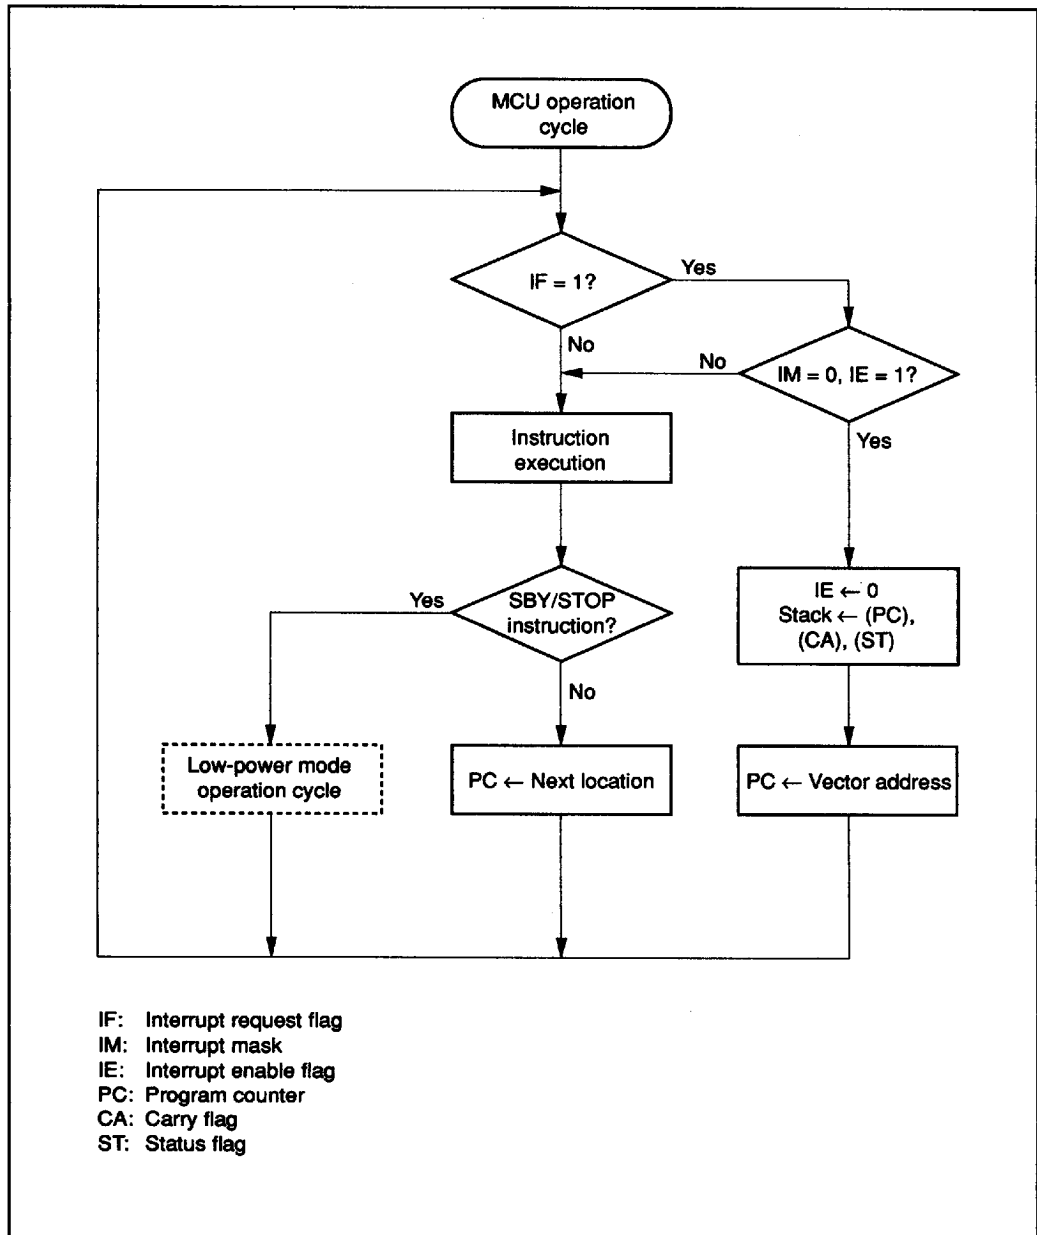 MCU operation
cycle
IF = 1?
Yes
No
IM = 0, IE = 1?
No
Yes
Instruction
execution
SBY/STOP
instruction?
Yes
No
IE ← 0
Stack ← (PC),
(CA), (ST)
Low-power mode
operation cycle
PC ← Next location
PC ← Vector address
IF: Interrupt request flag
IM: Interrupt mask
IE: Interrupt enable flag
PC: Program counter
CA: Carry flag
ST: Status flag